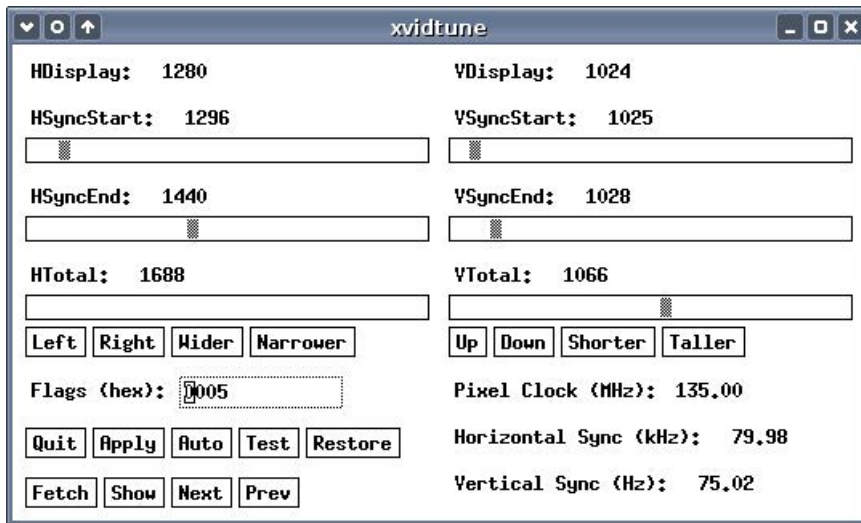 xvidtune
HDisplay: 1280
VDisplay: 1024
HSyncStart: 1296
VSyncStart: 1025
HSyncEnd: 1440
VSyncEnd: 1028
HTotal: 1688
VTotal: 1066
Left Right Wider Narrower
Up Down Shorter Taller
Flags (hex): 0005
Pixel Clock (MHz): 135.00
Quit Apply Auto Test Restore
Horizontal Sync (kHz): 79.98
Fetch Show Next Prev
Vertical Sync (Hz): 75.02